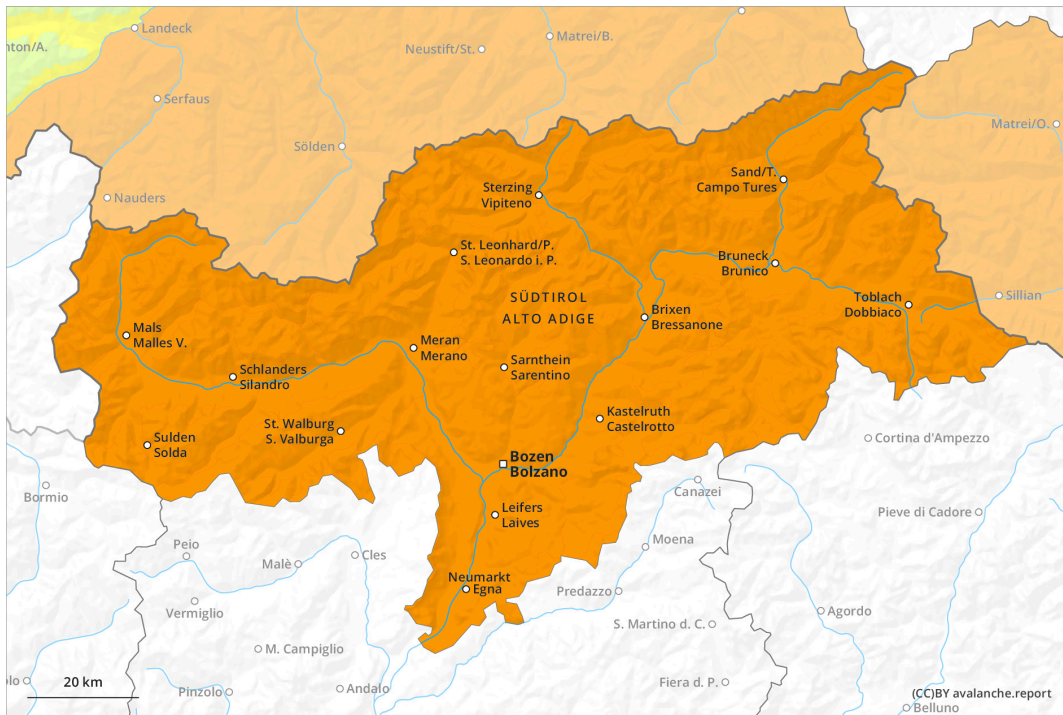 Landeck
nton/A.
Neustift/St.
Matrei/B.
Serfaus
Matrei/O.
Sölden
Nauders
Sand/T.
Campo Tures
Sterzing
Vipiteno
St. Leonhard/P.
S. Leonardo i. P.
Bruneck
Brunico
SÜDTIROL
ALTO ADIGE
Toblach
Dobbiaco
Sillian
Brixen
Bressanone
Mals
Malles V.
Meran
Merano
Sarnthein
Sarentino
Schlanders
Silandro
Kastelruth
Castelrotto
St. Walburg
S. Valburga
Sulden
Solda
Cortina d'Ampezzo
Bozen
Bolzano
Bormio
Canazei
Leifers
Laives
Pieve di Cadore
Peio
Malè
Cles
Moena
Neumarkt
Egna
Predazzo
Vermiglio
Agordo
S. Martino d. C.
M. Campiglio
olo
20 km
Pinzolo
Andalo
Fiera d. P.
(CC)BY avalanche.report
Belluno